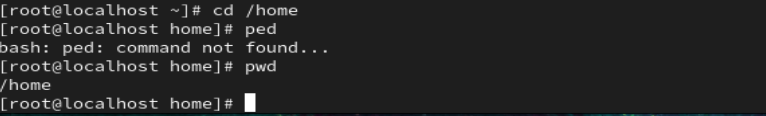 [root@localhost ~]# cd /home
[root@localhost home]# ped
bash: ped: command not found...
[root@localhost home]# pwd
/home
[root@localhost home]#